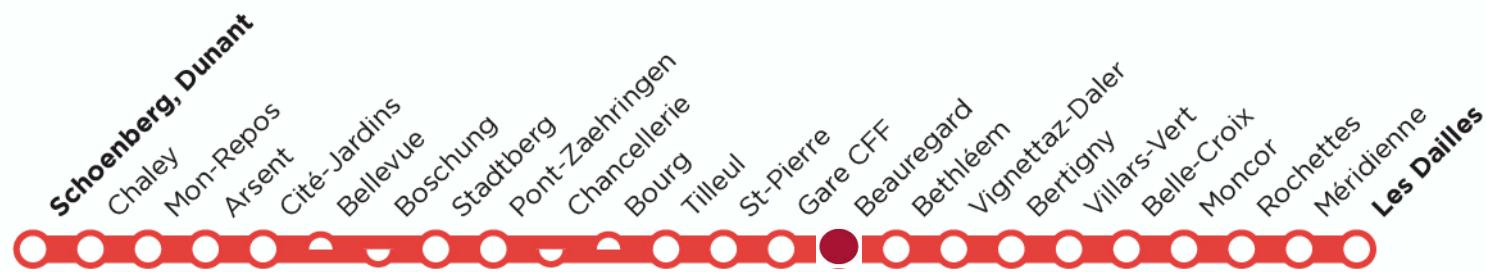 Schoenberg, Dunant
Chaley
Mon-Repos
Arsent
Cité-Jardins
Bellevue
Boschung
Stadtberg
Pont-Zaehringen
Chancellerie
Bourg
Tilleul
St-Pierre
Gare CFF
Beauregard
Bethléem
Vignettaz-Daler
Bertigny
Villars-Vert
Belle-Croix
Moncor
Rochettes
Méridienne
Les Dailles